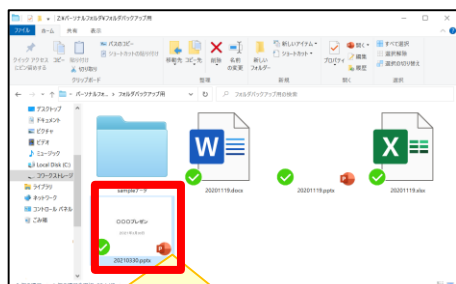 Z:¥パーソナルフォルダ¥フォルダバックアップ用
ファイル ホーム 共有 表示
クイック アクセス
にピン留めする
コピー
貼り付け
パスのコピー
ショートカットの貼り付け
切り取り
移動先 コピー先 削除 名前
の変更
新しい
フォルダー
新しいアイテム
ショートカット
プロパティ
開く
編集
履歴
すべて選択
選択解除
選択の切り替え
クリップボード 整理 新規 開く 選択
パーソナルフォ... フォルダバックアップ用
フォルダバックアップ用の検索
デスクトップ
ドキュメント
ピクチャ
ビデオ
ミュージック
Local Disk (C:)
ワークストレージ
ライブラリ
ネットワーク
コントロール パネル
ごみ箱
sampleデータ
20201119.docx
20201119.pptx
20201119.xlsx
〇〇〇プレゼン
20210330.pptx